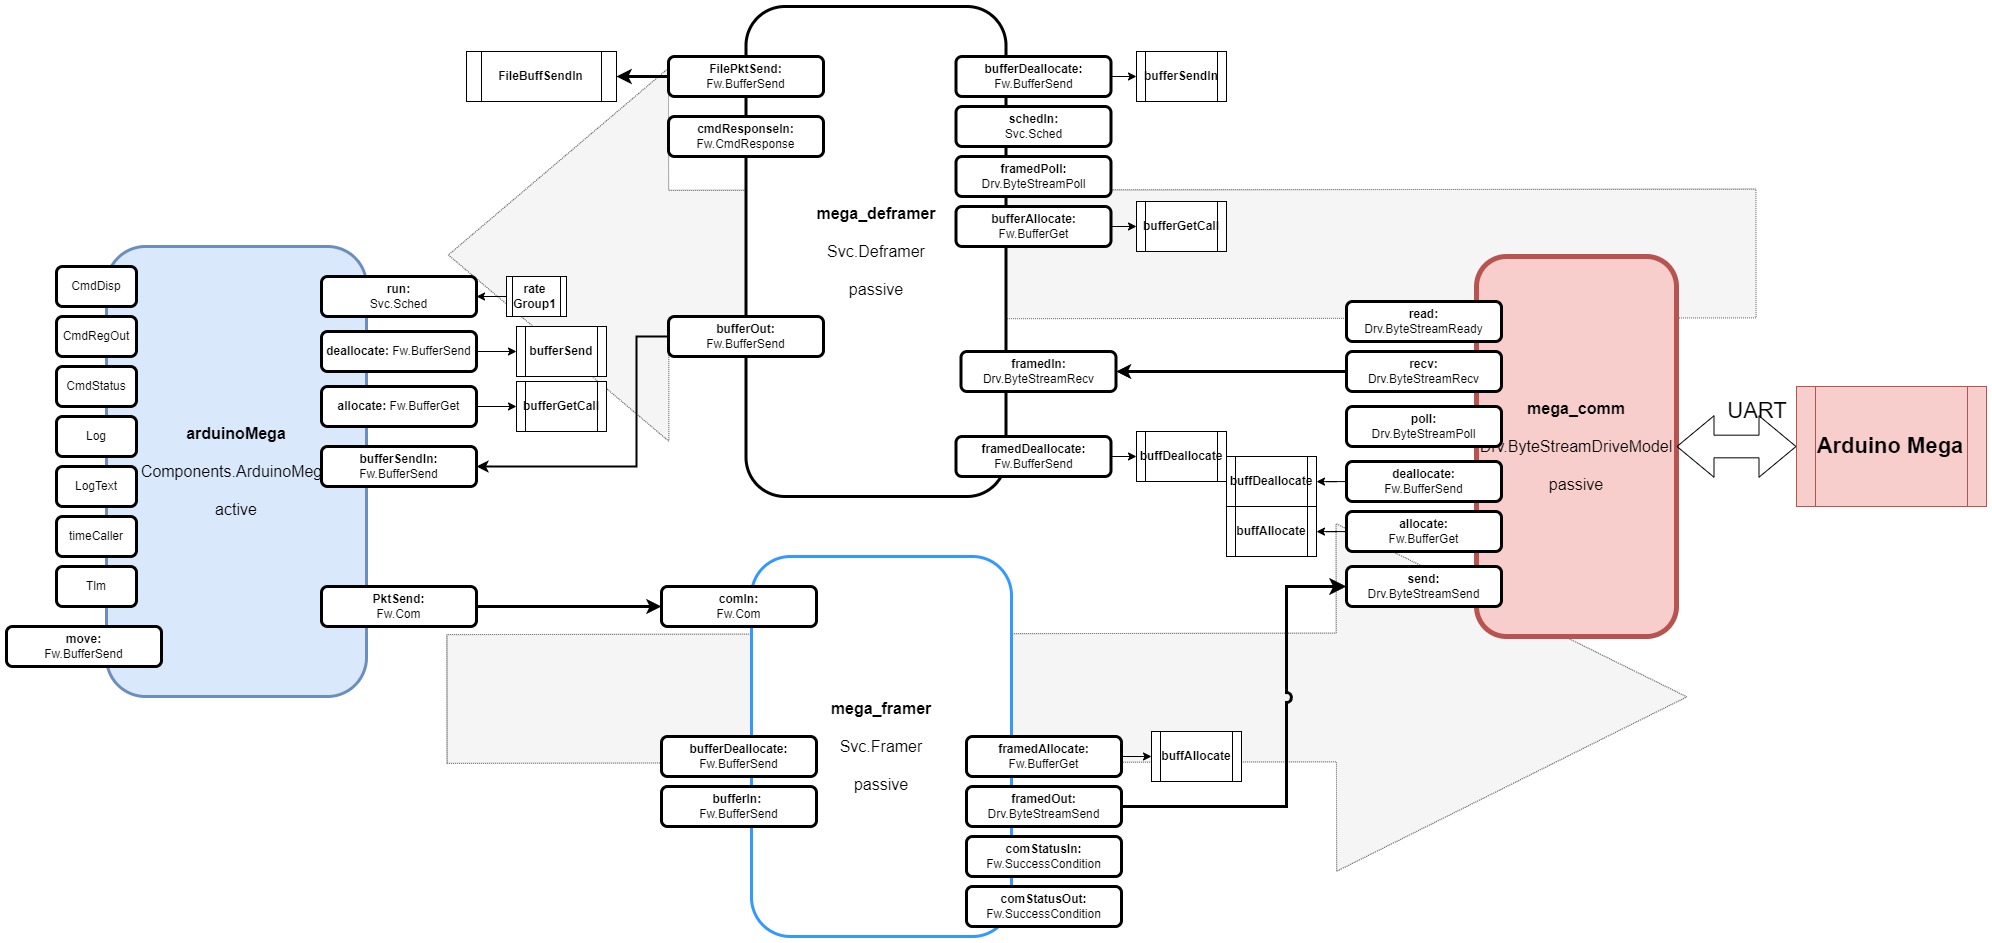 FileBuffSendIn
FilePktSend:
Fw.BufferSend
cmdResponseIn:
Fw.CmdResponse
bufferDeallocate:
Fw.BufferSend
bufferSendIn
schedIn:
Svc.Sched
framedPoll:
Drv.ByteStreamPoll
bufferAllocate:
Fw.BufferGet
bufferGetCall
mega_deframer
Svc.Deframer
passive
bufferOut:
Fw.BufferSend
framedIn:
Drv.ByteStreamRecv
framedDeallocate:
Fw.BufferSend
buffDeallocate
CmdDisp
CmdRegOut
CmdStatus
Log
LogText
timeCaller
Tlm
move:
Fw.BufferSend
arduinoMega
Components.ArduinoMeg
active
run:
Svc.Sched
rate
Group1
deallocate: Fw.BufferSend
bufferSend
allocate: Fw.BufferGet
bufferGetCall
bufferSendIn:
Fw.BufferSend
PktSend:
Fw.Com
comIn:
Fw.Com
mega_framer
Svc.Framer
passive
bufferDeallocate:
Fw.BufferSend
bufferIn:
Fw.BufferSend
framedAllocate:
Fw.BufferGet
buffAllocate
framedOut:
Drv.ByteStreamSend
comStatusIn:
Fw.SuccessCondition
comStatusOut:
Fw.SuccessCondition
read:
Drv.ByteStreamReady
recv:
Drv.ByteStreamRecv
poll:
Drv.ByteStreamPoll
deallocate:
Fw.BufferSend
buffDeallocate
allocate:
Fw.BufferGet
buffAllocate
send:
Drv.ByteStreamSend
mega_comm
Drv.ByteStreamDriveModel
passive
UART
Arduino Mega